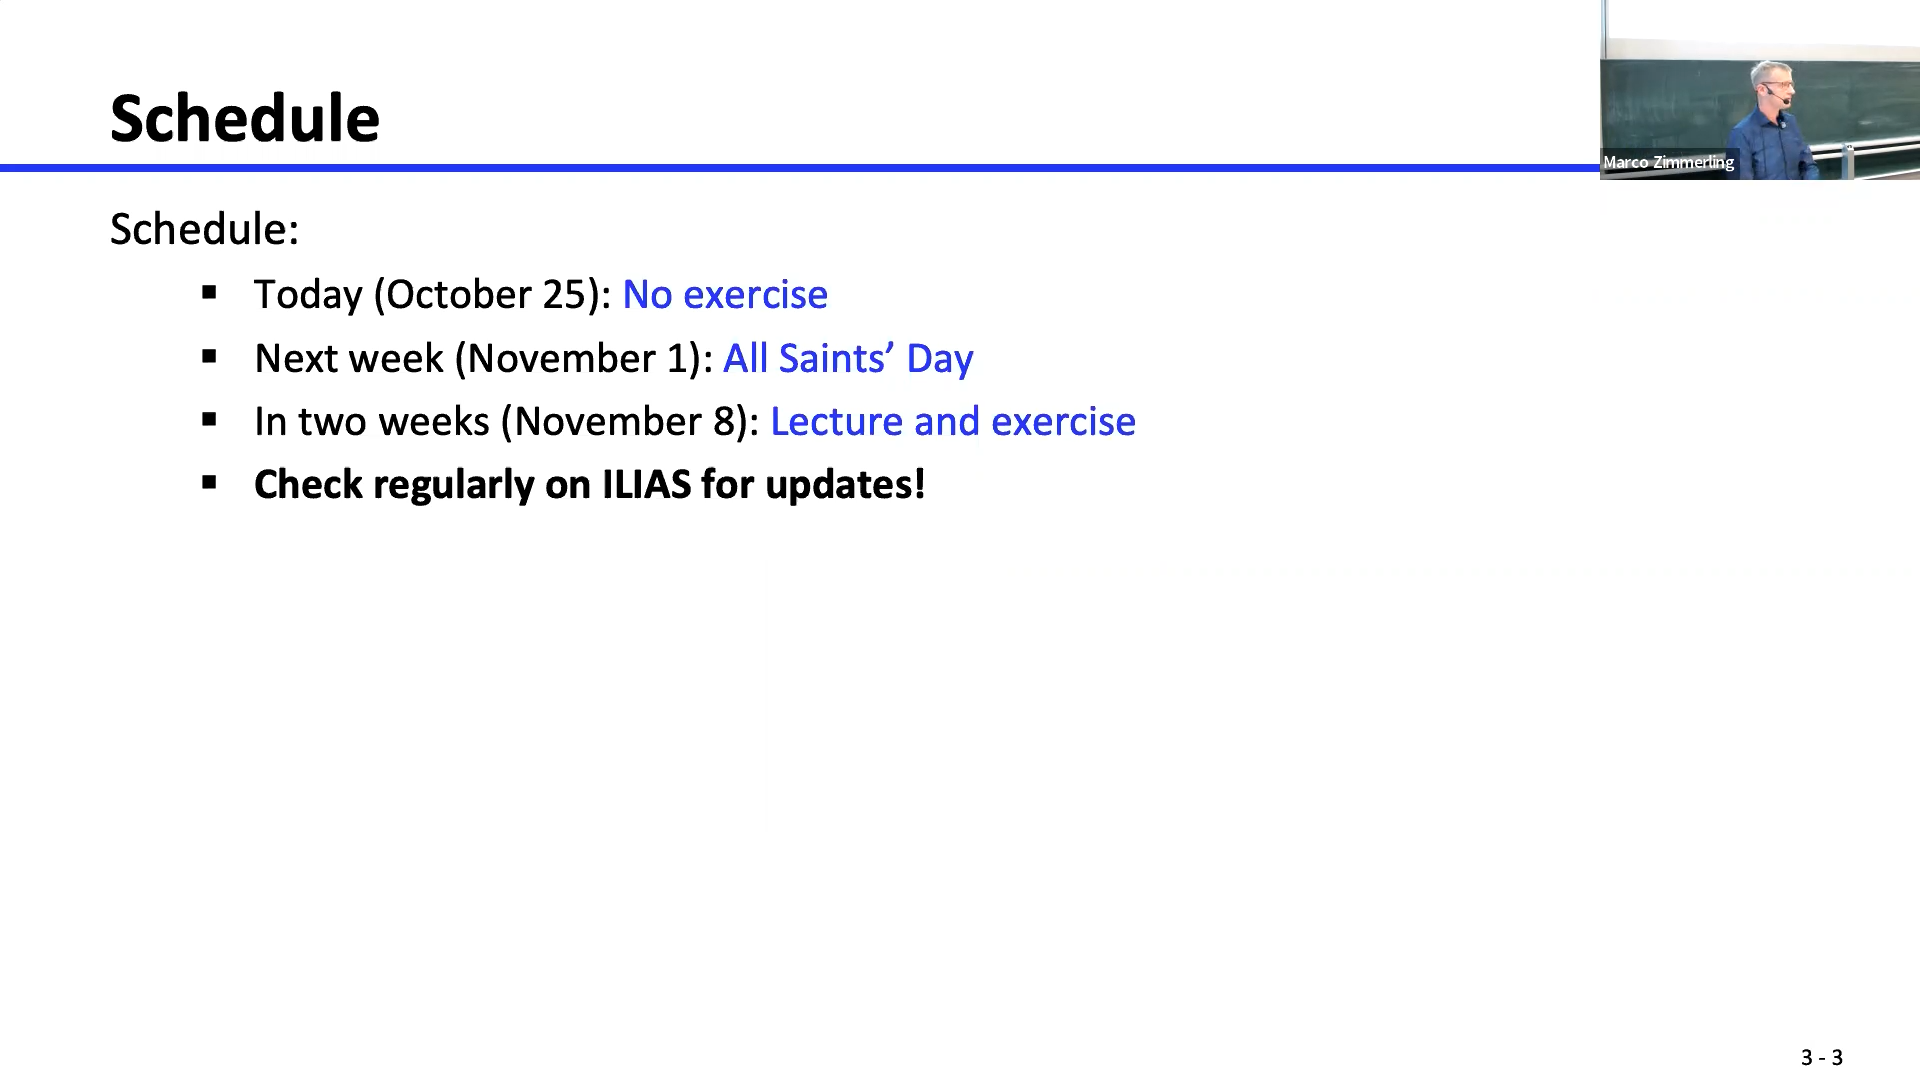 Schedule
Marco Zimmerling
Schedule:
▪ Today (October 25): No exercise
▪ Next week (November 1): All Saints’ Day
▪ In two weeks (November 8): Lecture and exercise
▪ Check regularly on ILIAS for updates!
3 - 3